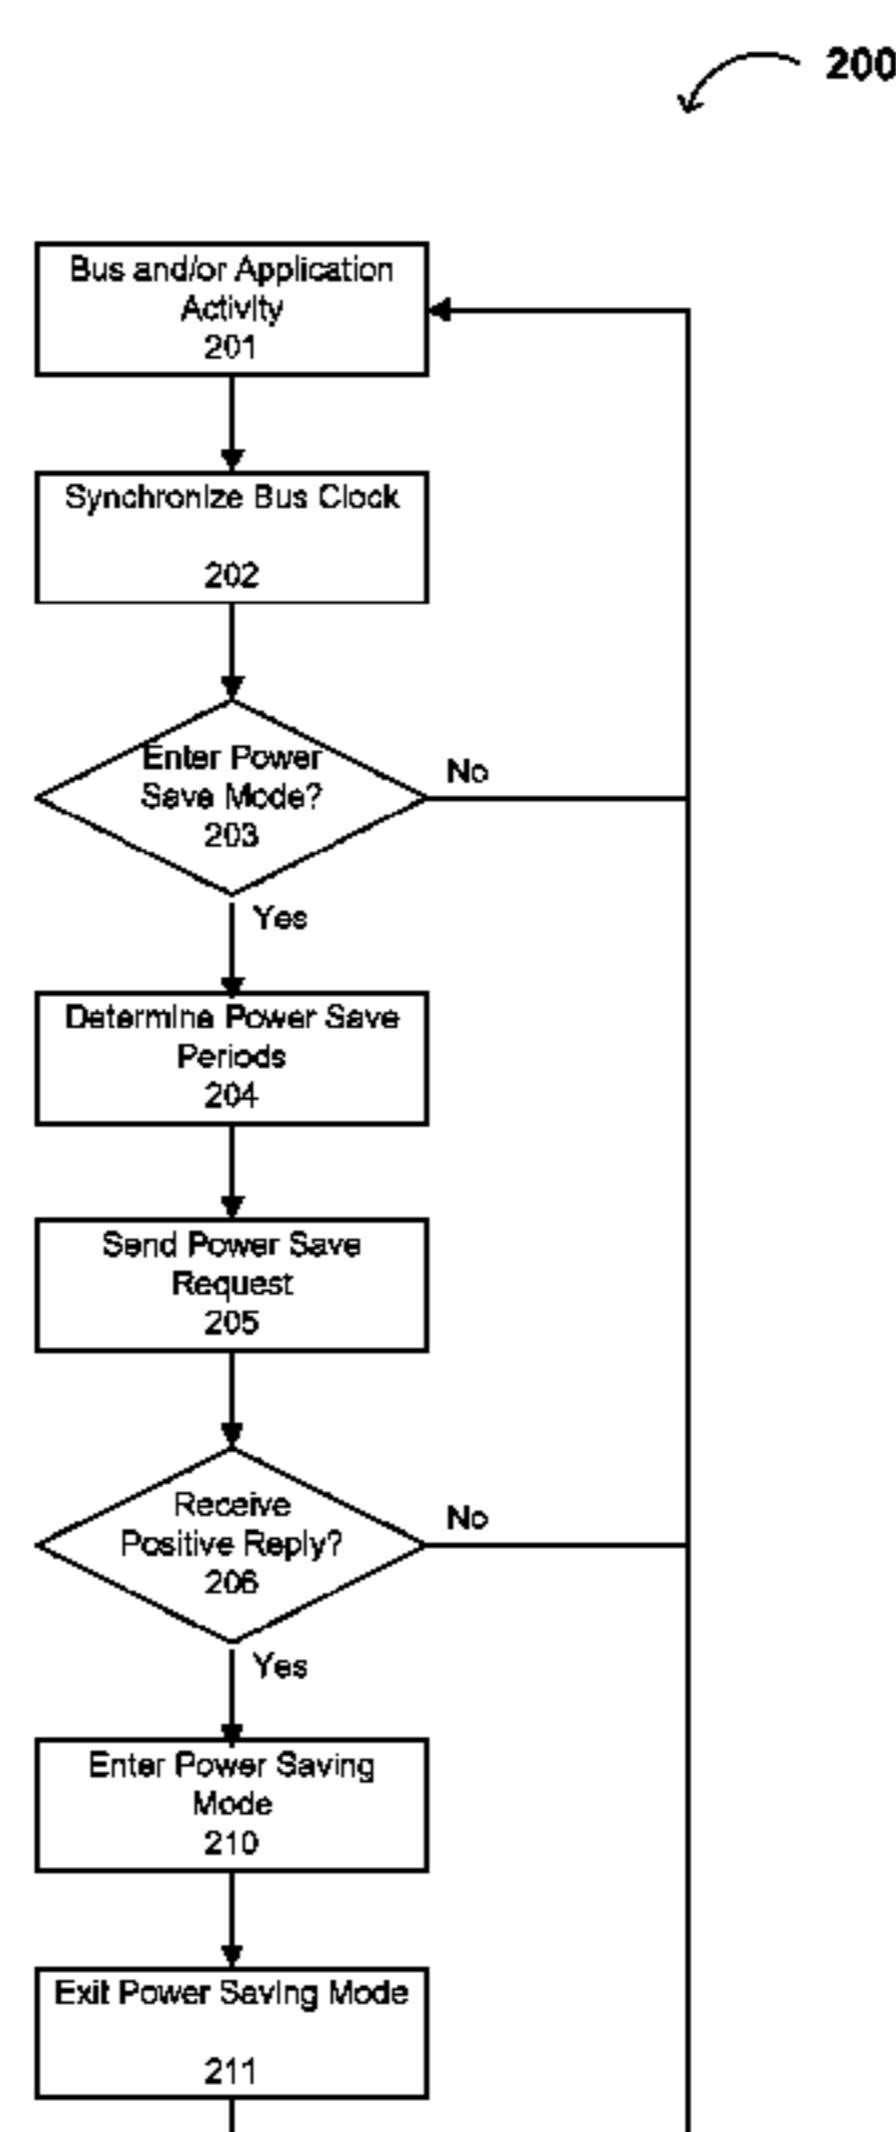 200
Bus and/or Application
Activity
201
Synchronize Bus Clock
202
Enter Power
Save Mode?
203
No
Yes
Determine Power Save
Periods
204
Send Power Save
Request
205
Receive
Positive Reply?
206
No
Yes
Enter Power Saving
Mode
210
Exit Power Saving Mode
211